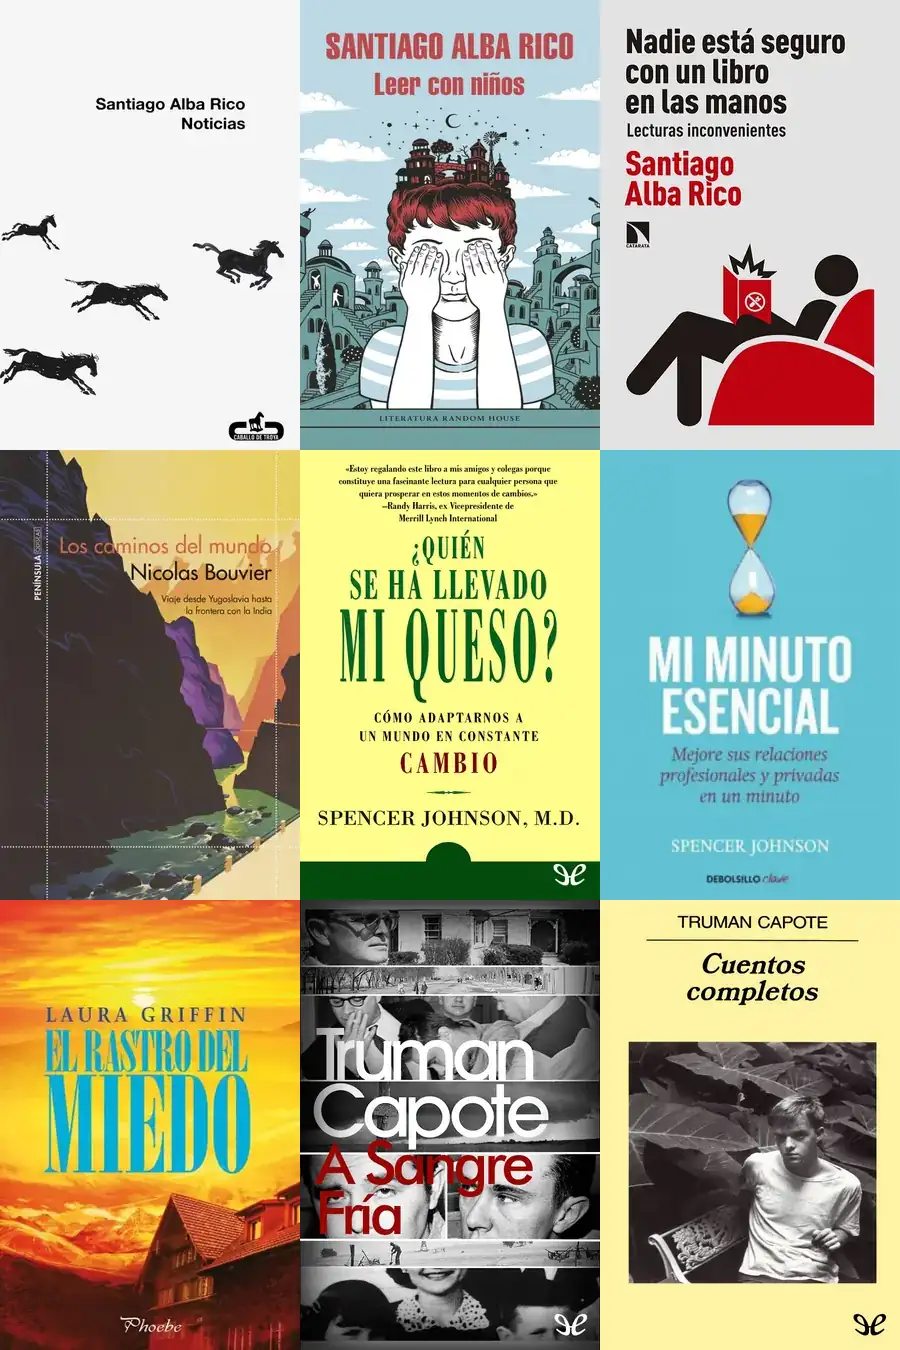 Santiago Alba Rico
Noticias
CABALLO DE TROYA
SANTIAGO ALBA RICO
Leer con niños
LITERATURA RANDOM HOUSE
Nadie está seguro
con un libro
en las manos
Lecturas inconvenientes
Santiago
Alba Rico
CATARATA
PENÍNSULA ODISEAS
Los caminos del mundo
Nicolas Bouvier
Viaje desde Yugoslavia hasta
la frontera con la India
«Estoy regalando este libro a mis amigos y colegas porque
constituye una fascinante lectura para cualquier persona que
quiera prosperar en estos momentos de cambios.»
—Randy Harris, ex Vicepresidente de
Merrill Lynch International
¿QUIÉN
SE HA LLEVADO
MI QUESO?
CÓMO ADAPTARNOS A
UN MUNDO EN CONSTANTE
CAMBIO
SPENCER JOHNSON, M.D.
MI MINUTO
ESENCIAL
Mejore sus relaciones
profesionales y privadas
en un minuto
SPENCER JOHNSON
DEBOLSILLO clave
LAURA GRIFFIN
EL RASTRO DEL
MIEDO
Phoebe
Truman
Capote
A Sangre
Fría
TRUMAN CAPOTE
Cuentos
completos